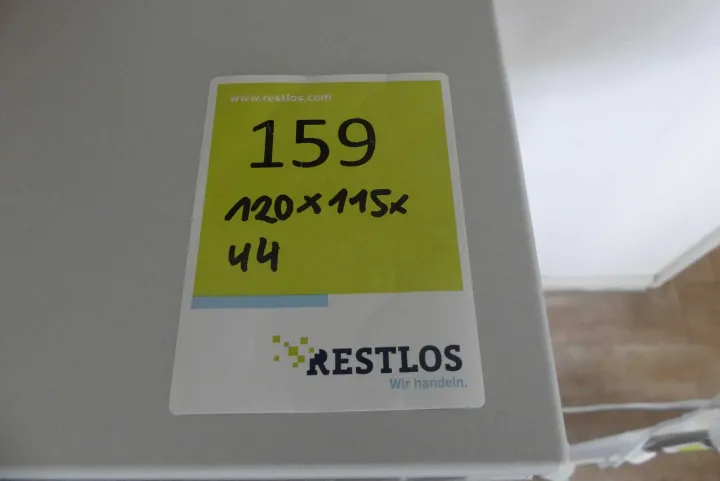 www.restlos.com
159
120x115x
44
RESTLOS
Wir handeln.